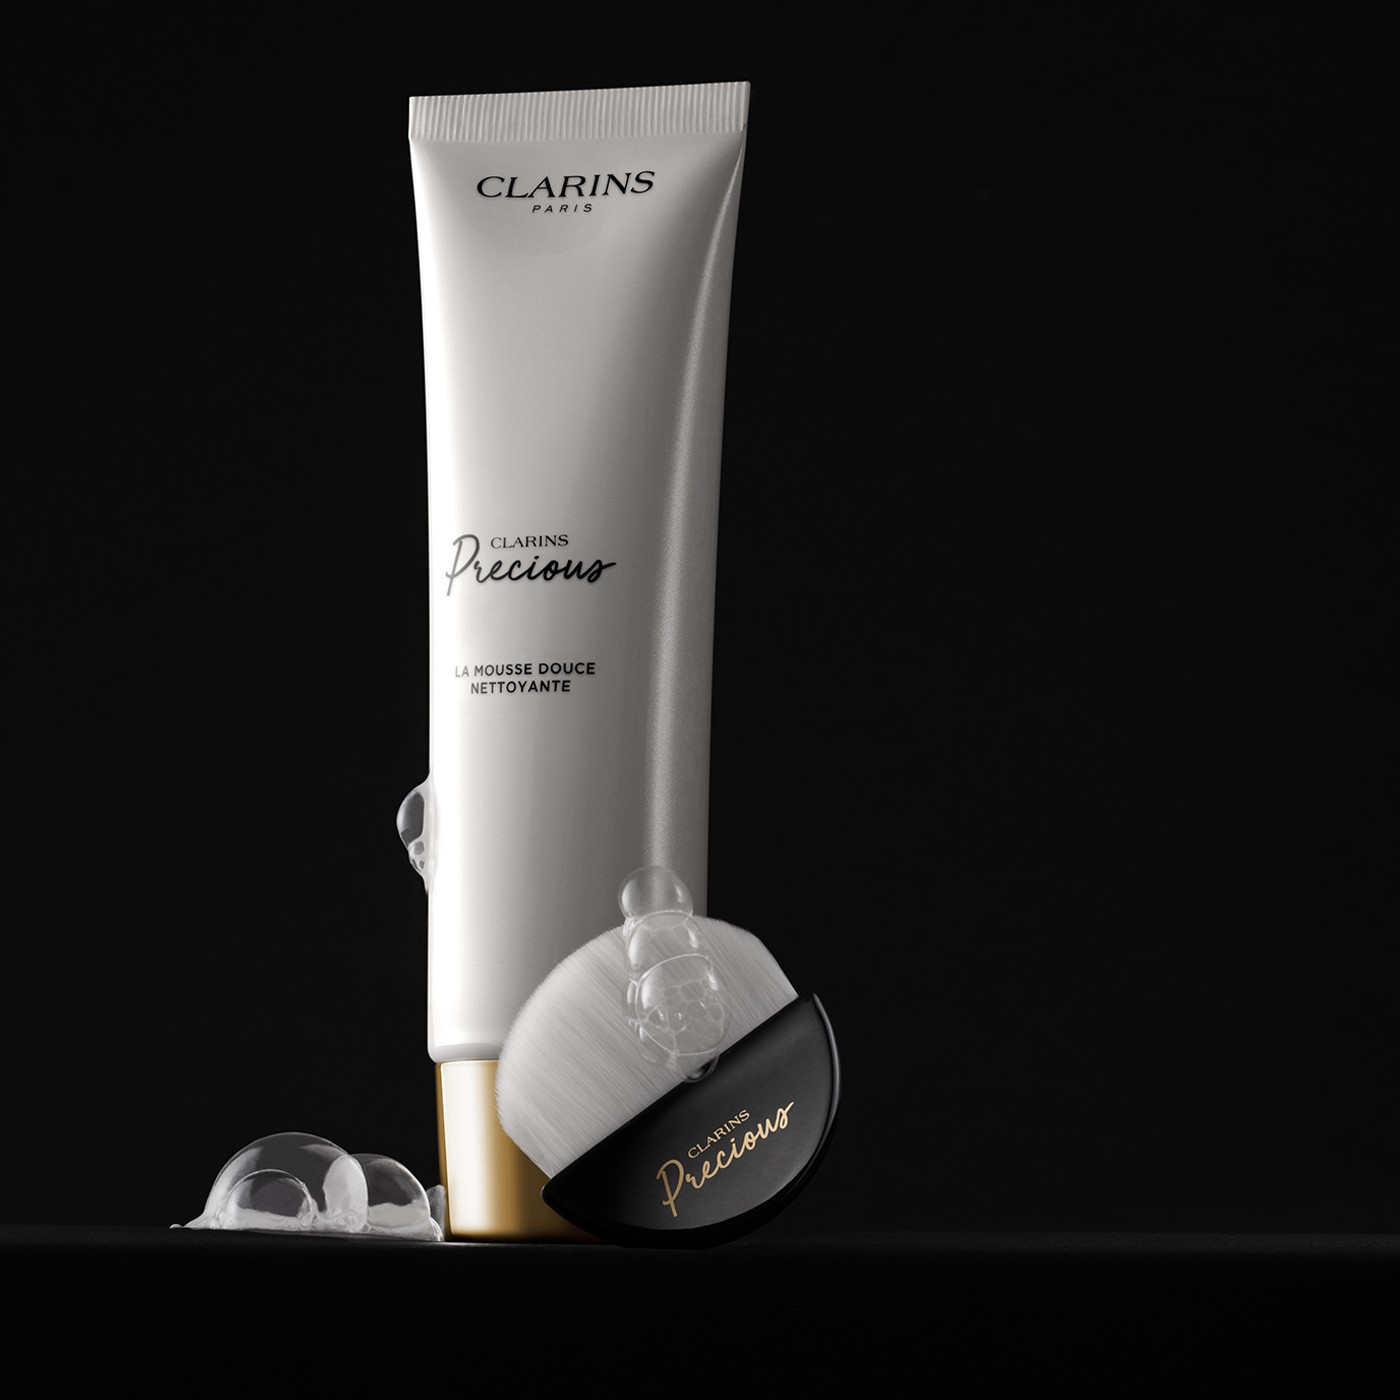 CLARINS
PARIS
CLARINS
Precious
LA MOUSSE DOUCE
NETTOYANTE
CLARINS
Precious